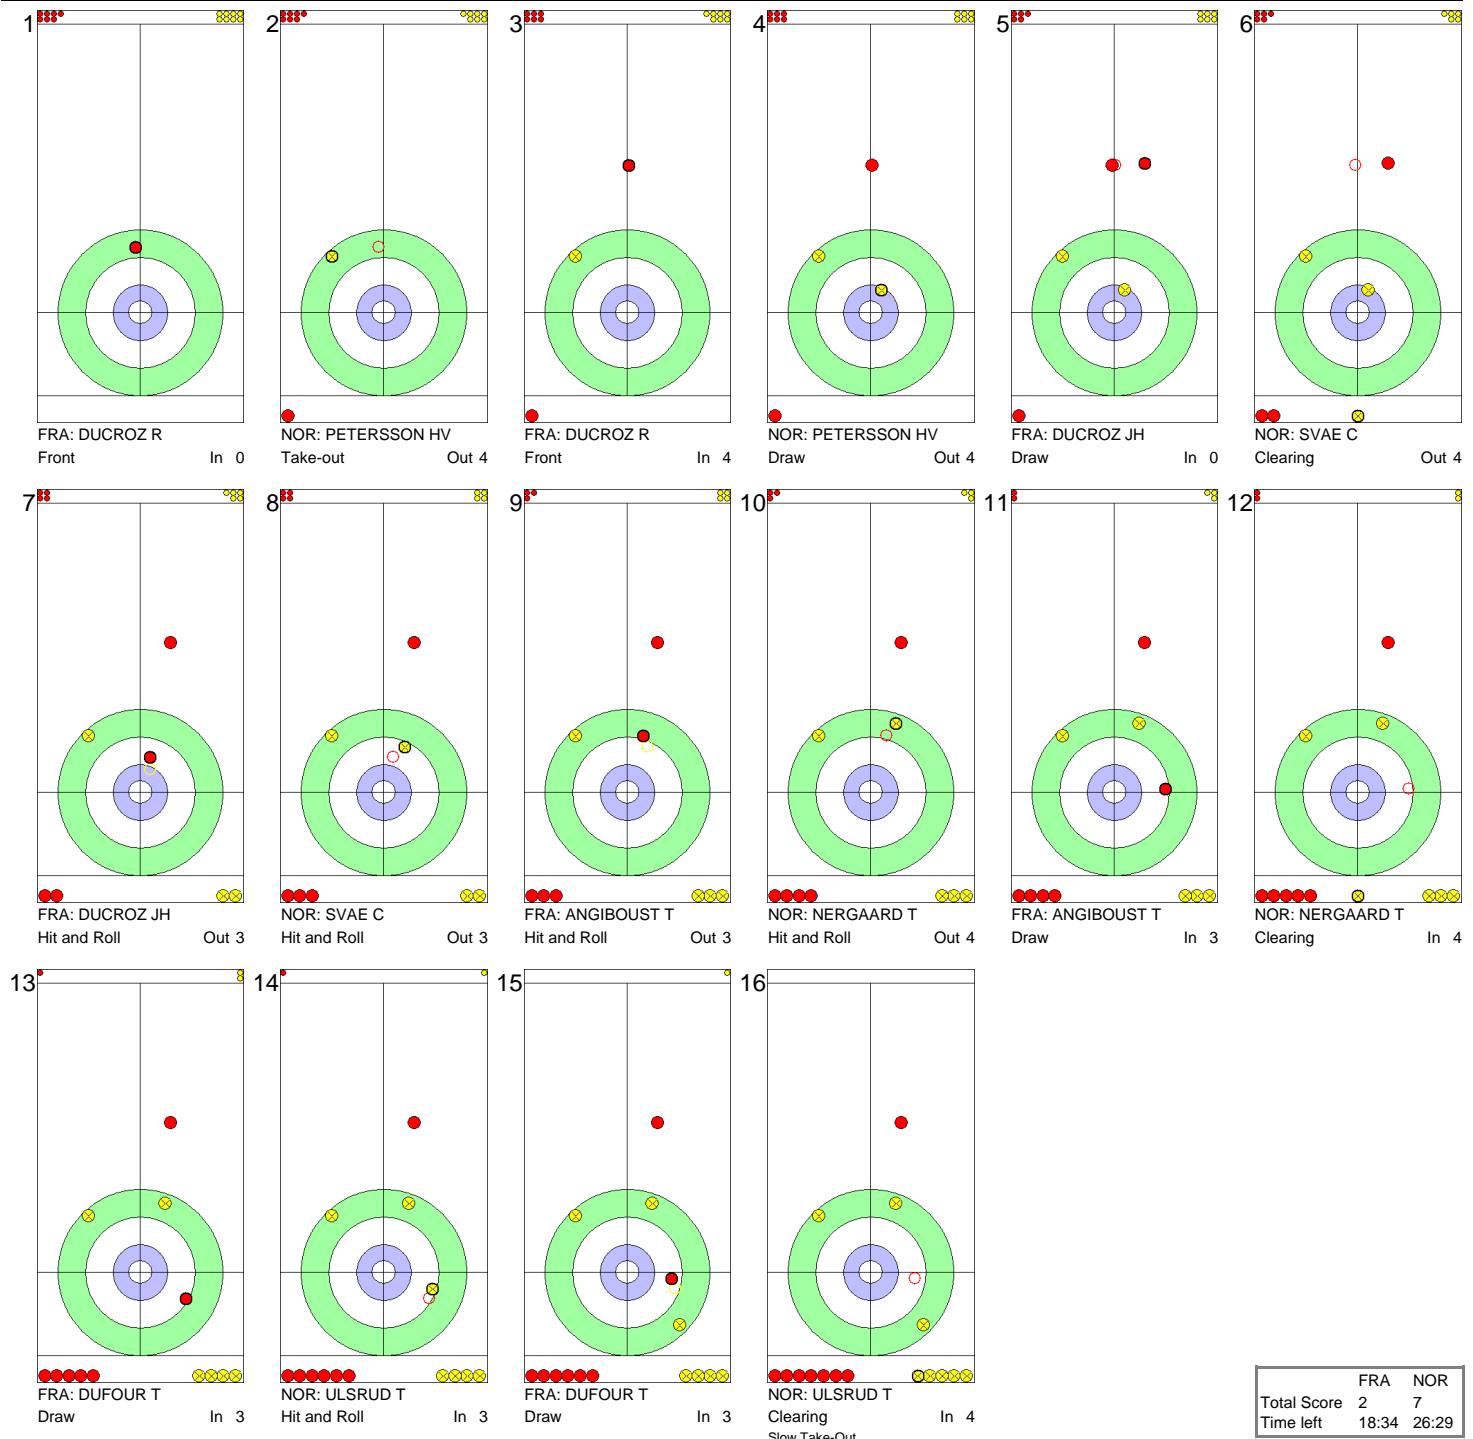 1
2
3
4
5
6
FRA: DUCROZ R
Front In 0
NOR: PETERSSON HV
Take-out Out 4
FRA: DUCROZ R
Front In 4
NOR: PETERSSON HV
Draw Out 4
FRA: DUCROZ JH
Draw In 0
NOR: SVAE C
Clearing Out 4
7
8
9
10
11
12
FRA: DUCROZ JH
Hit and Roll Out 3
NOR: SVAE C
Hit and Roll Out 3
FRA: ANGIBOUST T
Hit and Roll Out 3
NOR: NERGAARD T
Hit and Roll Out 4
FRA: ANGIBOUST T
Draw In 3
NOR: NERGAARD T
Clearing In 4
13
14
15
16
FRA: DUFOUR T
Draw In 3
NOR: ULSRUD T
Hit and Roll In 3
FRA: DUFOUR T
Draw In 3
NOR: ULSRUD T
Clearing In 4
Slow Take-Out
FRA NOR
Total Score 2 7
Time left 18:34 26:29